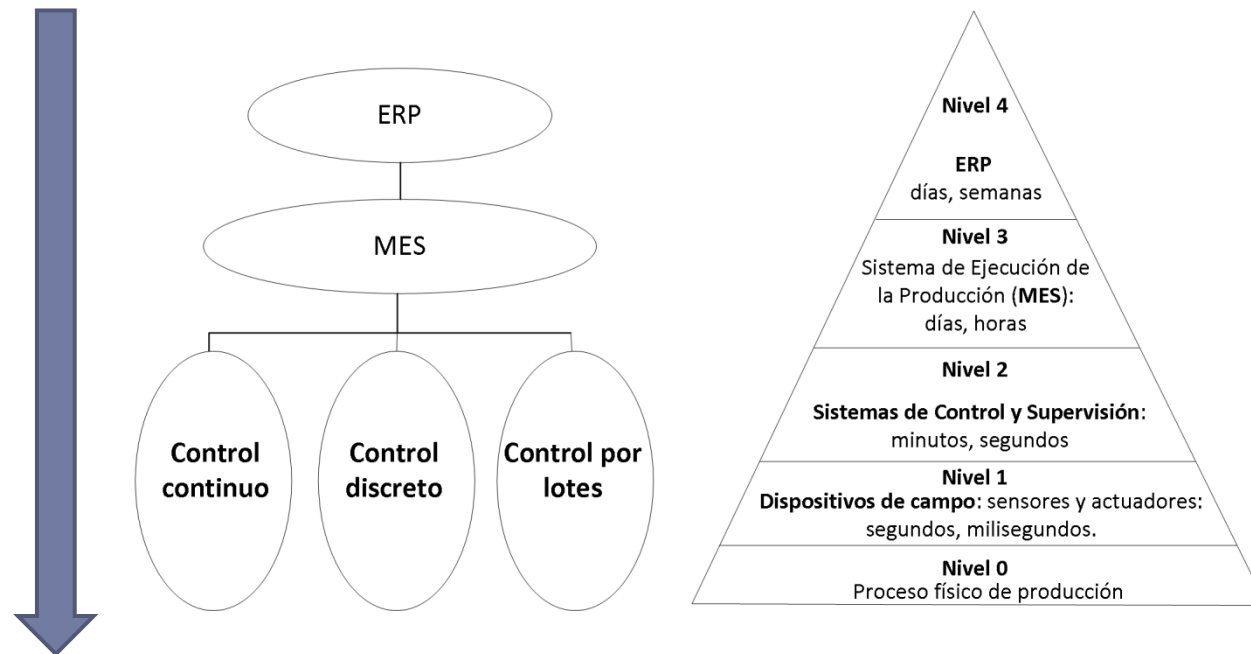 ERP
MES
Control
continuo
Control
discreto
Control por
lotes
Nivel 4
ERP
días, semanas
Nivel 3
Sistema de Ejecución de
la Producción (MES):
días, horas
Nivel 2
Sistemas de Control y Supervisión:
minutos, segundos
Nivel 1
Dispositivos de campo: sensores y actuadores:
segundos, milisegundos.
Nivel 0
Proceso físico de producción